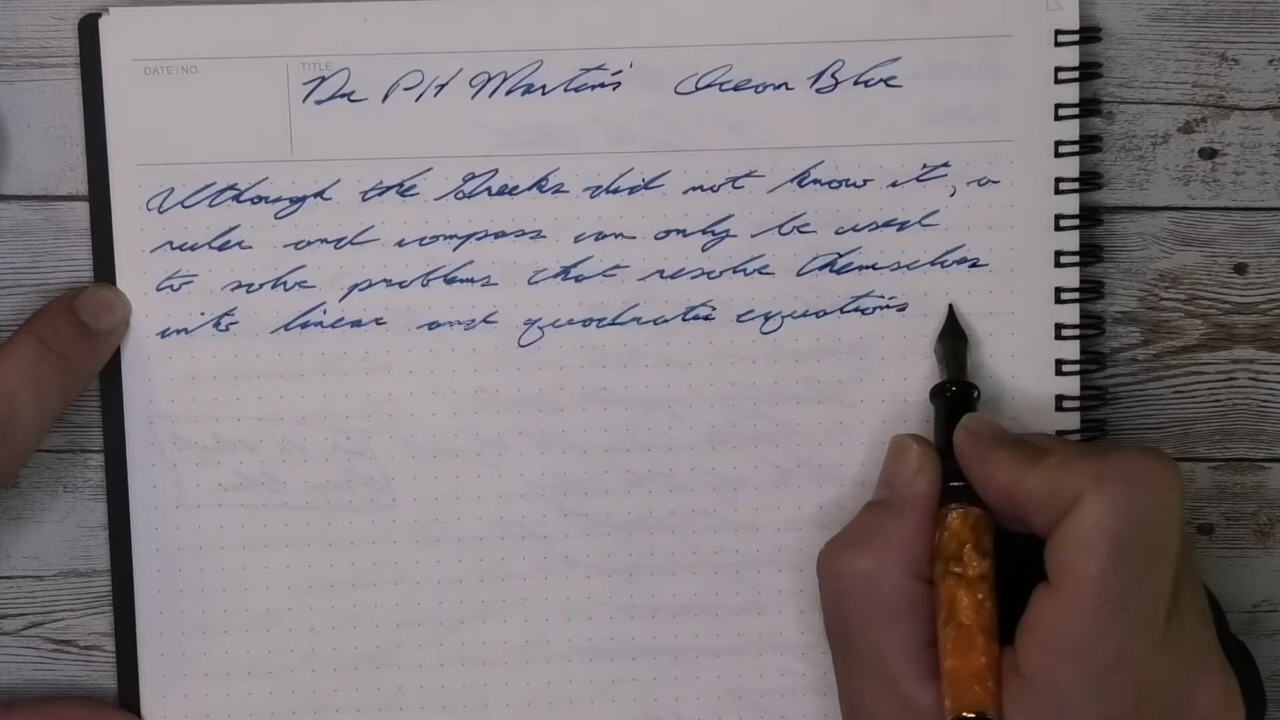 DATE/NO.
TITLE
Dr PH Martin's Ocean Blue
Although the Greeks did not know it, a
ruler and compass can only be used
to solve problems that resolve themselves
into linear and quadratic equations